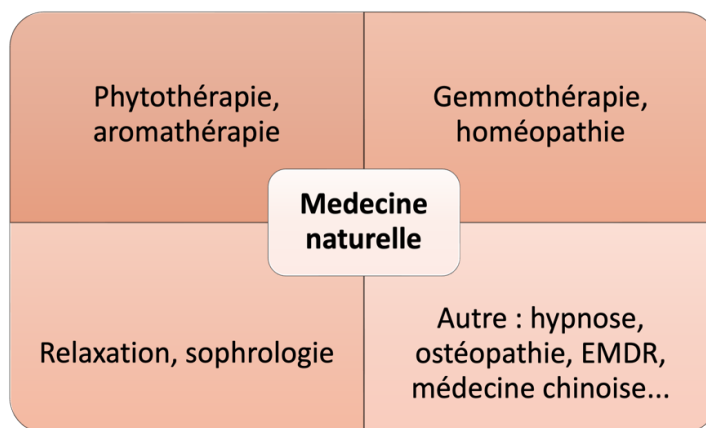 Phytothérapie,
aromathérapie
Gemmothérapie,
homéopathie
Medecine
naturelle
Relaxation, sophrologie
Autre : hypnose,
ostéopathie, EMDR,
médecine chinoise...